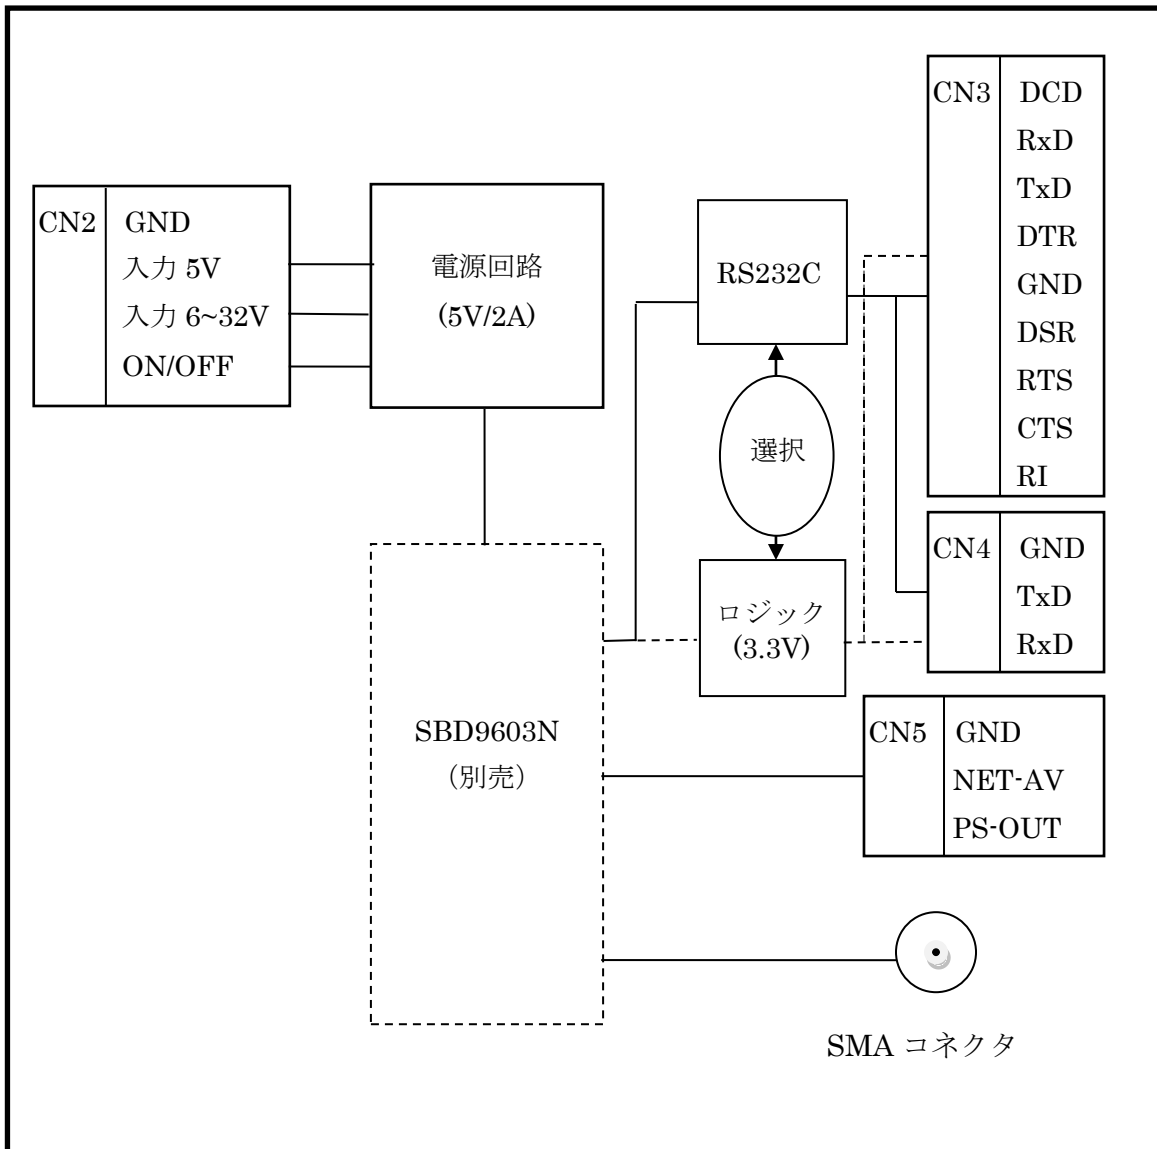 CN2
GND
入力 5V
入力 6~32V
ON/OFF
電源回路
(5V/2A)
RS232C
選択
ロジック
(3.3V)
CN3
DCD
RxD
TxD
DTR
GND
DSR
RTS
CTS
RI
CN4
GND
TxD
RxD
SBD9603N
（別売）
CN5
GND
NET-AV
PS-OUT
SMA コネクタ